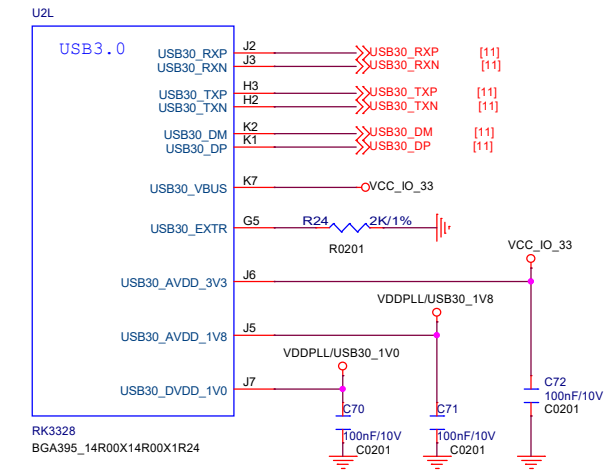 U2L
USB3.0
USB30_RXP J2 USB30_RXP [11]
USB30_RXN J3 USB30_RXN [11]
USB30_TXP H3 USB30_TXP [11]
USB30_TXN H2 USB30_TXN [11]
USB30_DM K2 USB30_DM [11]
USB30_DP K1 USB30_DP [11]
USB30_VBUS K7 VCC_IO_33
USB30_EXTR G5 R24 2K/1%
R0201
VCC_IO_33
USB30_AVDD_3V3 J6
VDDPLL/USB30_1V8
USB30_AVDD_1V8 J5
VDDPLL/USB30_1V0
USB30_DVDD_1V0 J7
C72
100nF/10V
C0201
C70 C71
RK3328
100nF/10V 100nF/10V
BGA395_14R00X14R00X1R24
C0201 C0201